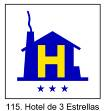 H
115. Hotel de 3 Estrellas